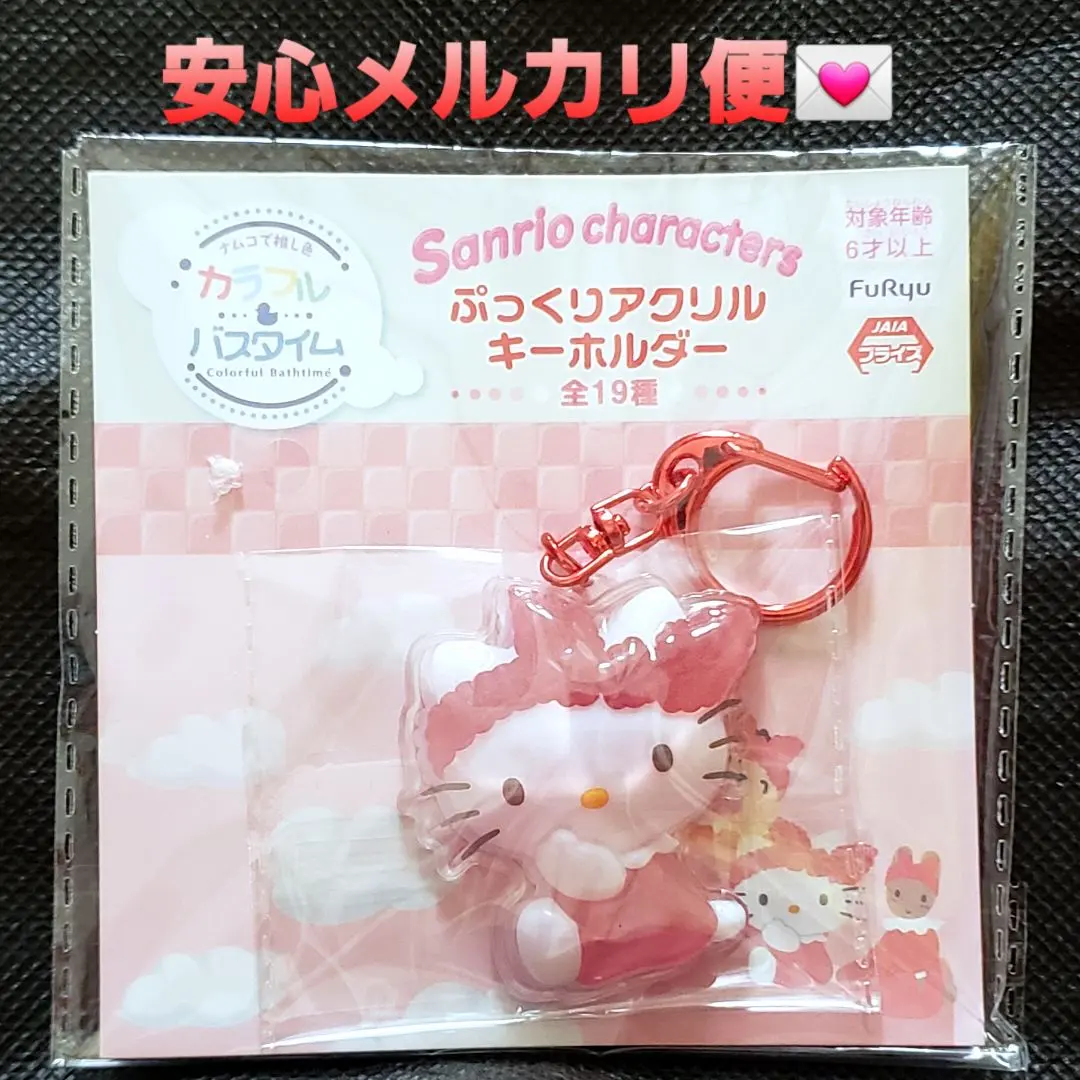 安心メルカリ便💌
ナムコで推し色
カラフル
バスタイム
Colorful Bathtime
Sanrio characters
ぷっくりアクリル
キーホルダー
全19種
対象年齢
6才以上
FuRyu
JAIA
プライズ